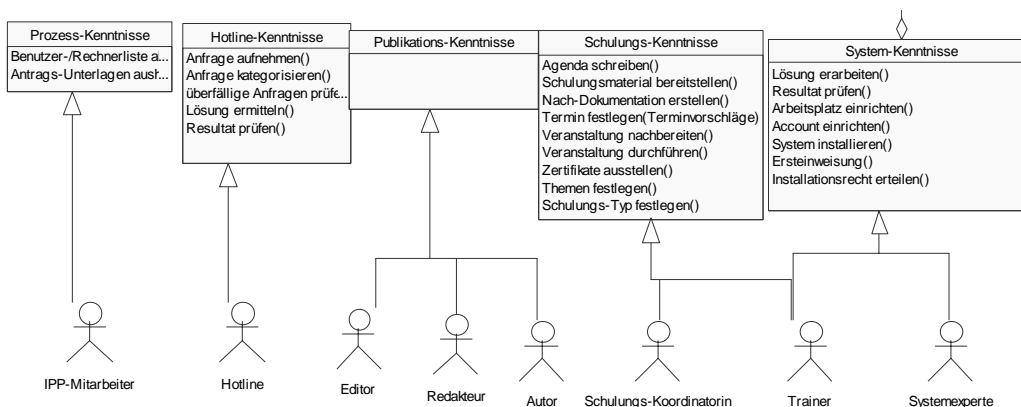 Prozess-Kenntnisse
Benutzer-/Rechnerliste a...
Antrags-Unterlagen aush...
Hotline-Kenntnisse
Anfrage aufnehmen()
Anfrage kategorisieren()
überfällige Anfragen prüfe...
Lösung ermitteln()
Resultat prüfen()
Publikations-Kenntnisse
Schulungs-Kenntnisse
Agenda schreiben()
Schulungsmaterial bereitstellen()
Nach-Dokumentation erstellen()
Termin festlegen(Terminvorschläge)
Veranstaltung nachbereiten()
Veranstaltung durchführen()
Zertifikate ausstellen()
Themen festlegen()
Schulungs-Typ festlegen()
System-Kenntnisse
Lösung erarbeiten()
Resultat prüfen()
Arbeitsplatz einrichten()
Account einrichten()
System installieren()
Ersteinweisung()
Installationsrecht erteilen()
IPP-Mitarbeiter
Hotline
Editor
Redakteur
Autor
Schulungs-Koordinatorin
Trainer
Systemexperte